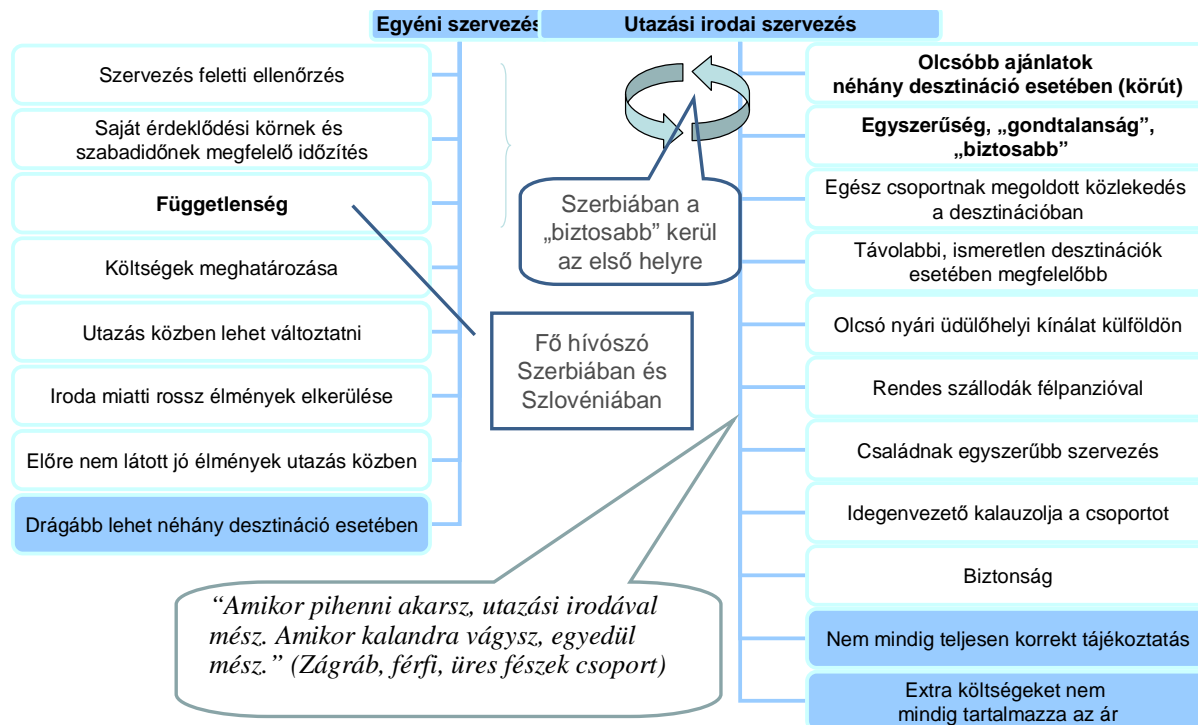 Egyéni szervezés
Szervezés feletti ellenőrzés
Saját érdeklődési körnek és
szabadidőnek megfelelő időzítés
Függetlenség
Költségek meghatározása
Utazás közben lehet változtatni
Iroda miatti rossz élmények elkerülése
Előre nem látott jó élmények utazás közben
Drágább lehet néhány desztináció esetében
Utazási irodai szervezés
Olcsóbb ajánlatok
néhány desztináció esetében (körút)
Egyszerűség, „gondtalanság”,
„biztosabb”
Egész csoportnak megoldott közlekedés
a desztinációban
Távolabbi, ismeretlen desztinációk
esetében megfelelőbb
Olcsó nyári üdülőhelyi kínálat külföldön
Rendes szállodák félpanzióval
Családnak egyszerűbb szervezés
Idegenvezető kalauzolja a csoportot
Biztonság
Nem mindig teljesen korrekt tájékoztatás
Extra költségeket nem
mindig tartalmazza az ár
Szerbiában a
„biztosabb” kerül
az első helyre
Fő hívószó
Szerbiában és
Szlovéniában
“Amikor pihenni akarsz, utazási irodával
mész. Amikor kalandra vágysz, egyedül
mész.” (Zágráb, férfi, üres fészek csoport)